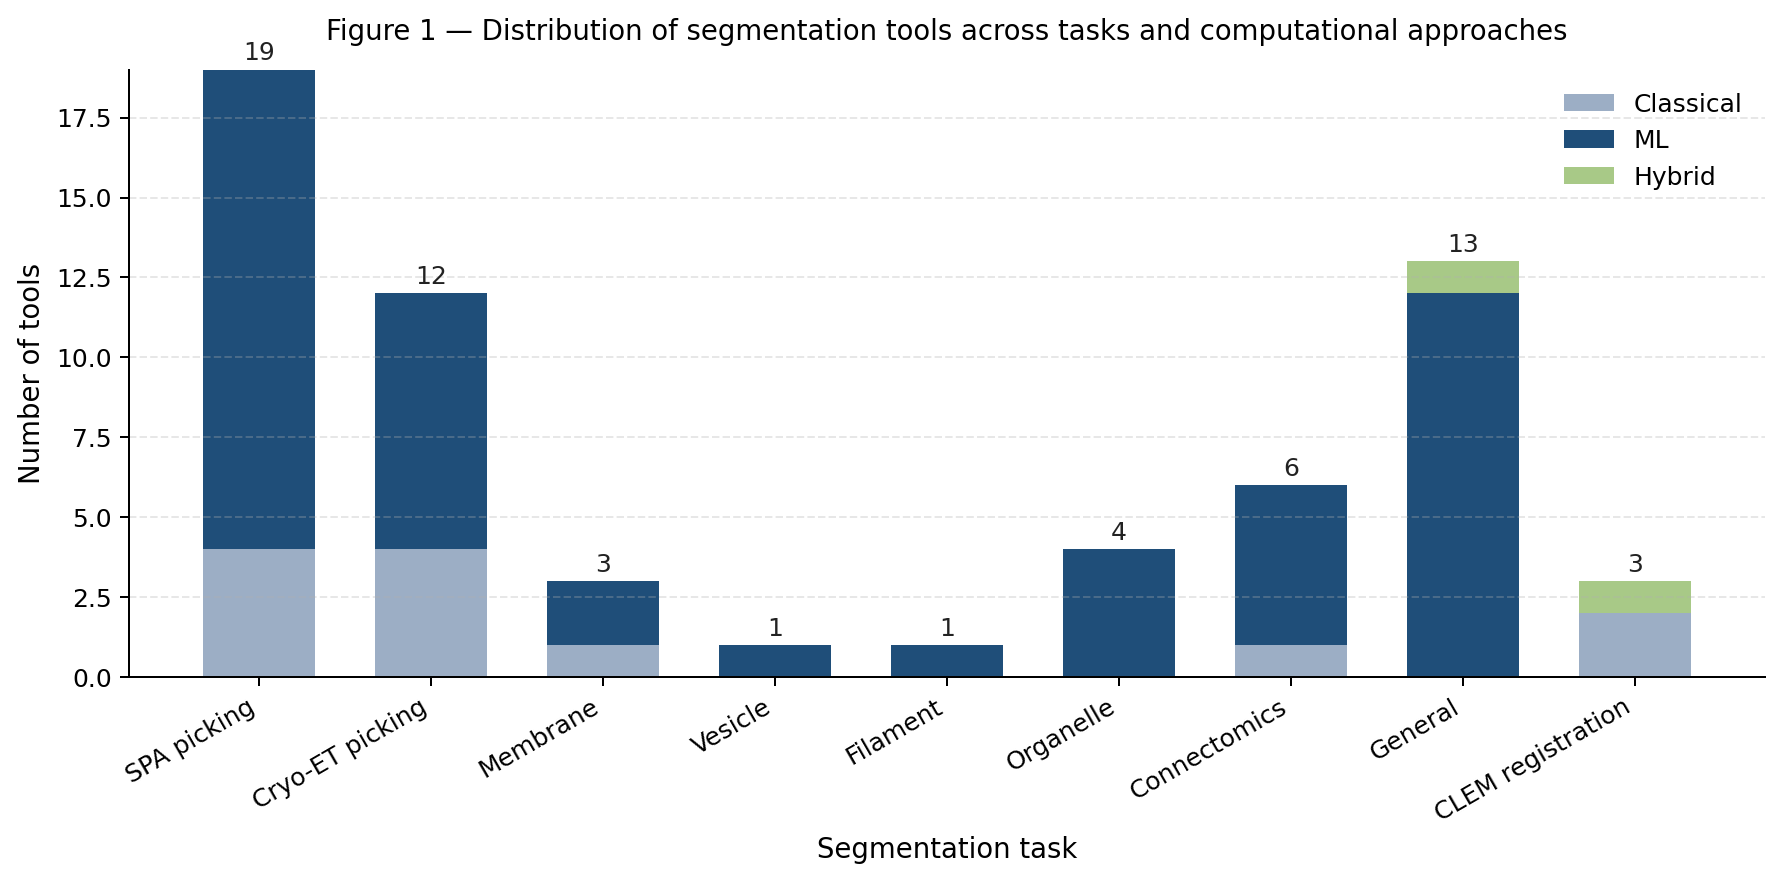 Figure 1 — Distribution of segmentation tools across tasks and computational approaches
19
12
3
1
1
4
6
13
3
Classical
ML
Hybrid
Number of tools
17.5
15.0
12.5
10.0
7.5
5.0
2.5
0.0
SPA picking
Cryo-ET picking
Membrane
Vesicle
Filament
Organelle
Connectomics
General
CLEM registration
Segmentation task